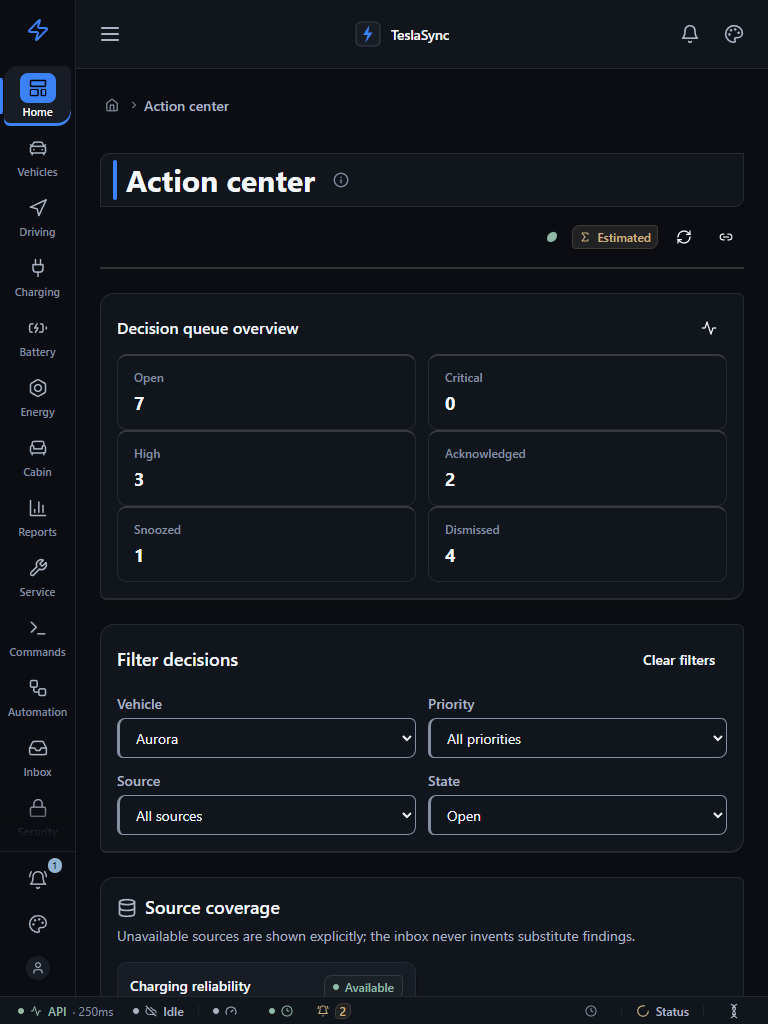 TeslaSync
Home
Vehicles
Driving
Charging
Battery
Energy
Cabin
Reports
Service
Commands
Automation
Inbox
Security
1
Action center
Action center
Estimated
Decision queue overview
Open
7
Critical
0
High
3
Acknowledged
2
Snoozed
1
Dismissed
4
Filter decisions
Clear filters
Vehicle
Aurora
Priority
All priorities
Source
All sources
State
Open
Source coverage
Unavailable sources are shown explicitly; the inbox never invents substitute findings.
Charging reliability
Available
API · 250ms
Idle
2
Status